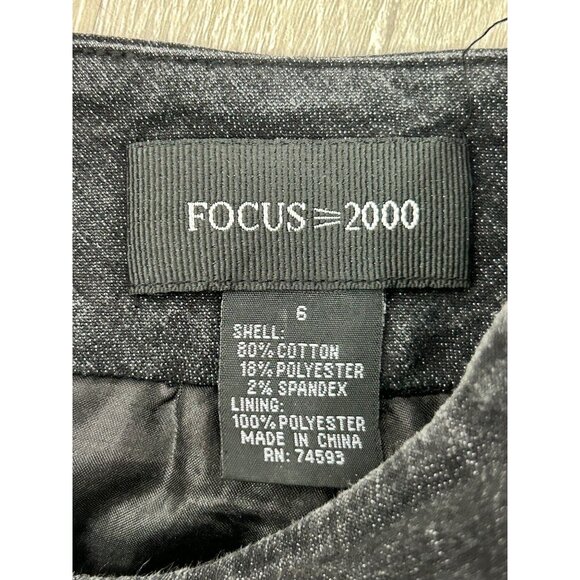 FOCUS 2000
6
SHELL:
80% COTTON
18% POLYESTER
2% SPANDEX
LINING:
100% POLYESTER
MADE IN CHINA
RN: 74593